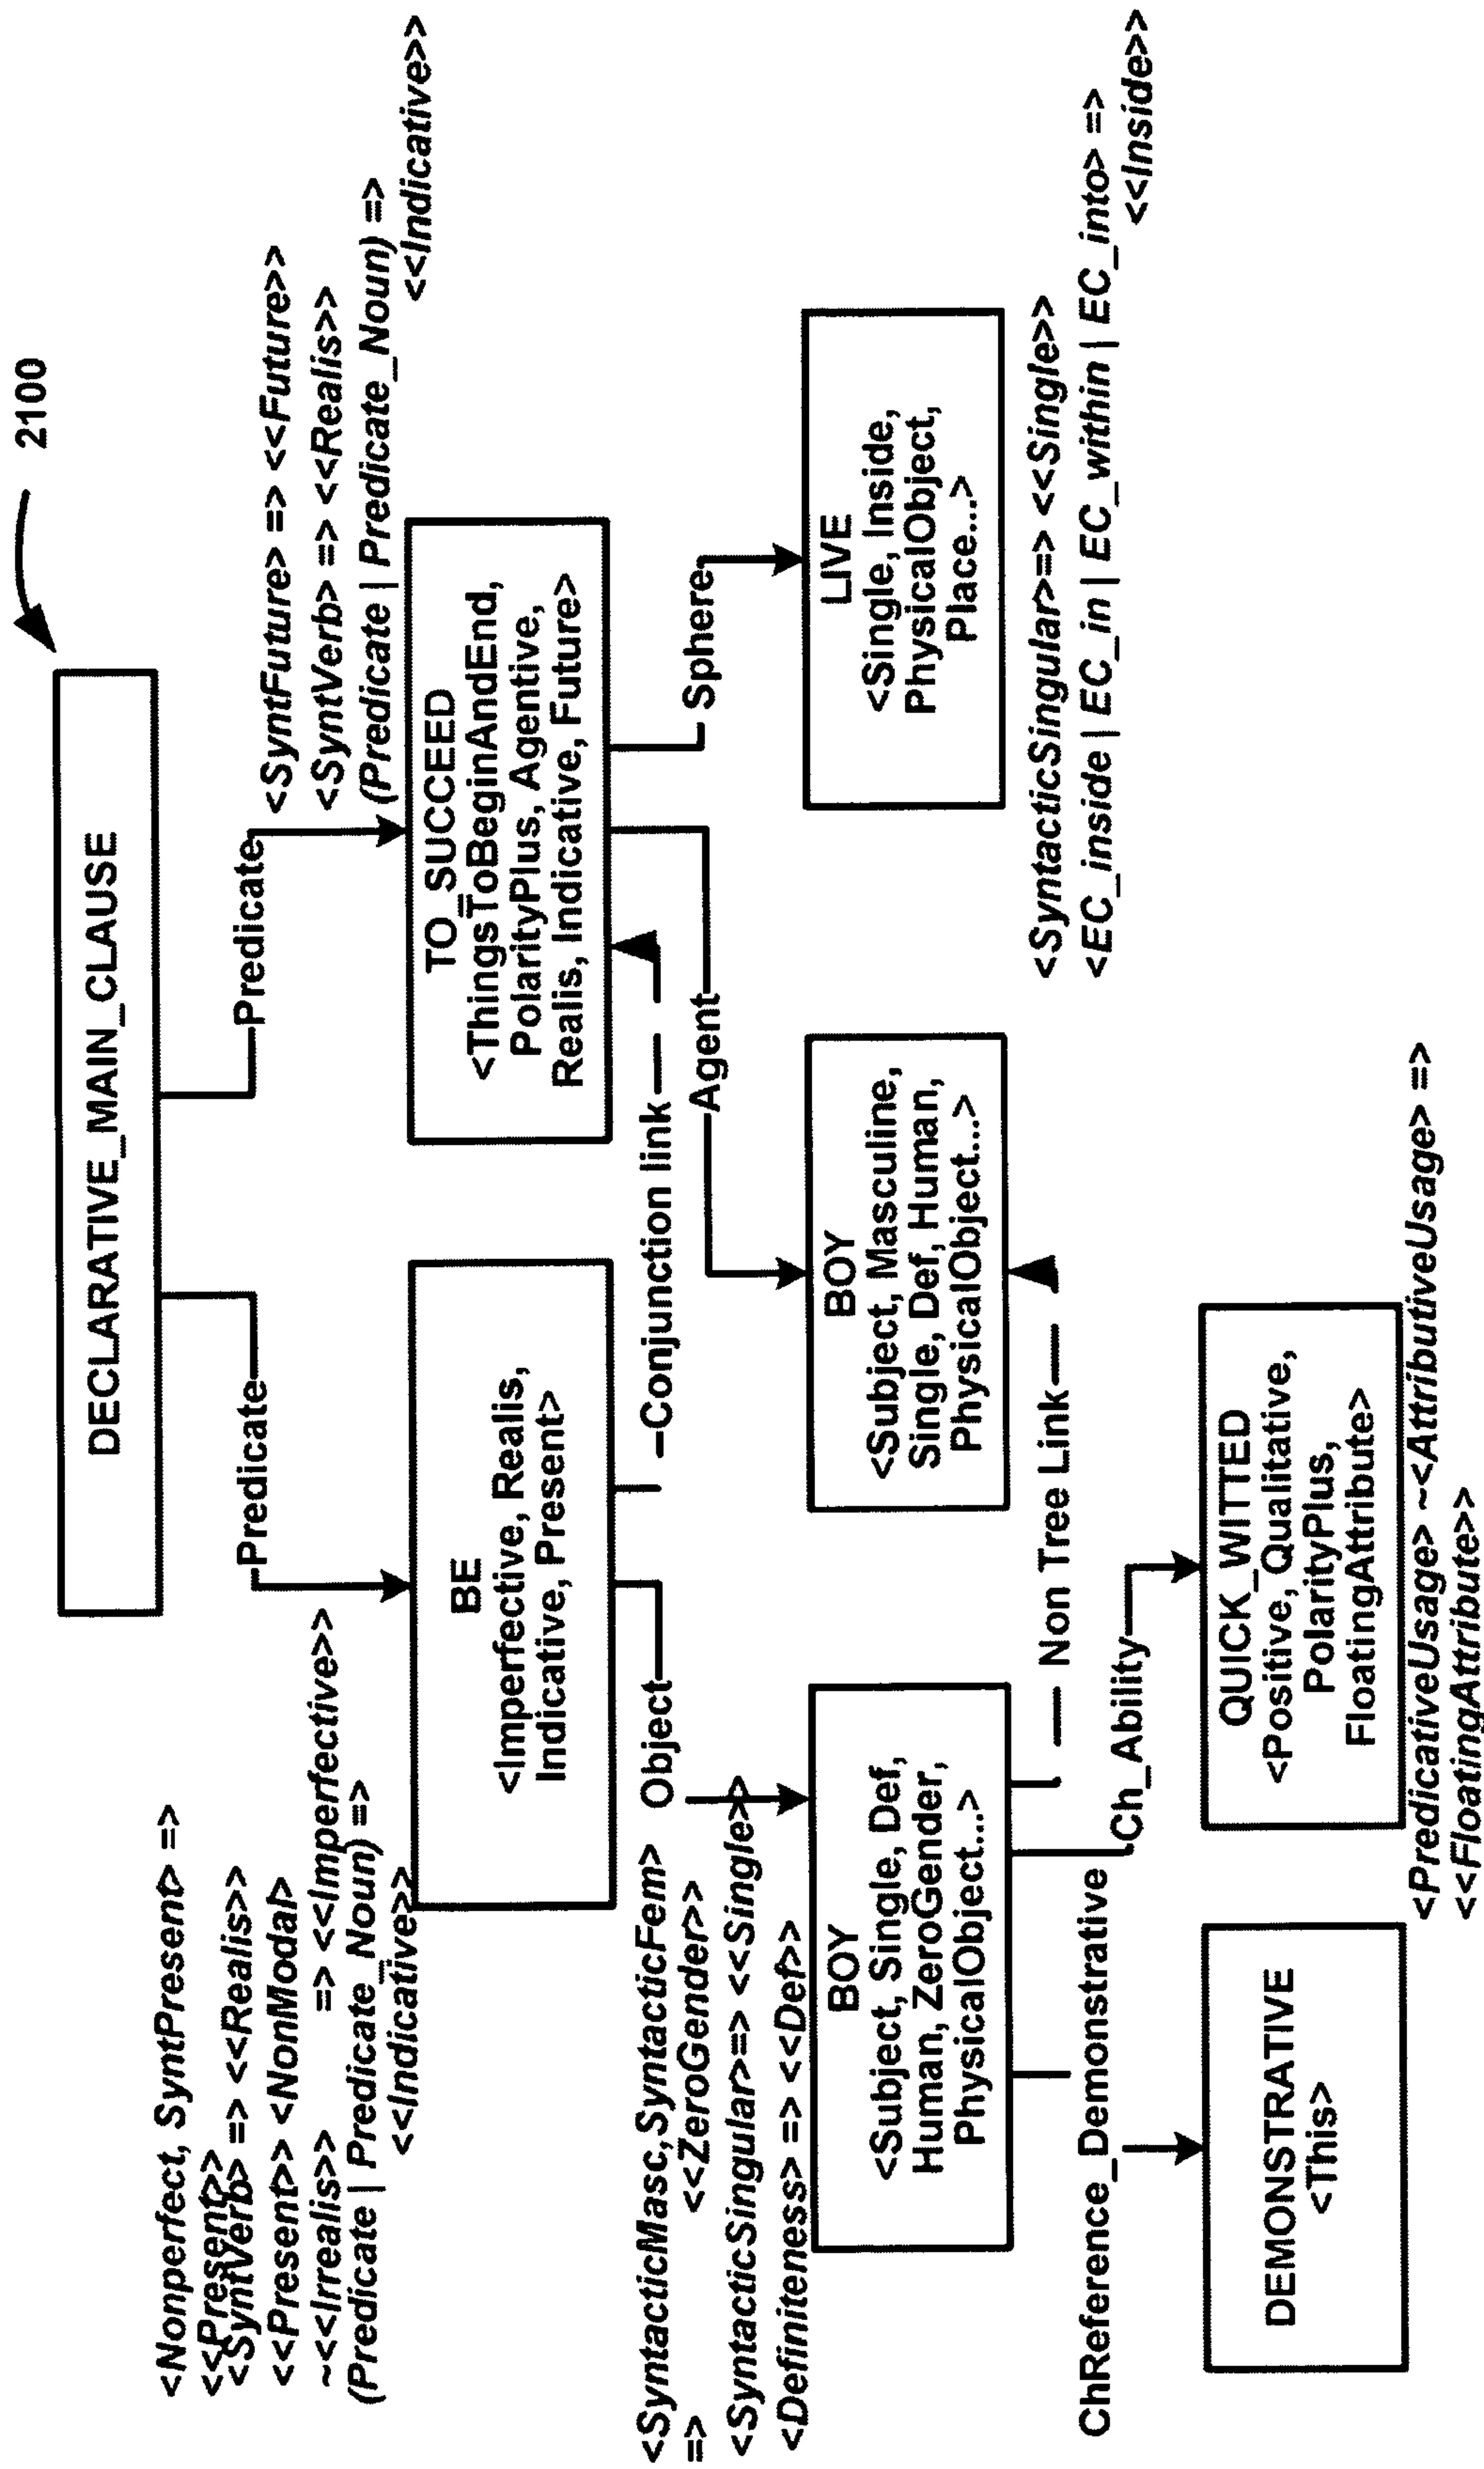 2100
DECLARATIVE_MAIN_CLAUSE
Predicate
Predicate
<Nonperfect, SyntPresent> =>
<<Present>>
<SyntVerb> => <<Realis>>
<<Present>> <NonModal>
~<<Irrealis>> => <<Imperfective>>
(Predicate | Predicate_Noun) =>
<<Indicative>>
<SyntFuture> => <<Future>>
<SyntVerb> => <<Realis>>
(Predicate | Predicate_Noun) =>
<<Indicative>>
BE
<Imperfective, Realis,
Indicative, Present>
TO_SUCCEED
<ThingsToBeginAndEnd,
PolarityPlus, Agentive,
Realis, Indicative, Future>
Object
Conjunction link
Agent
Sphere
<SyntacticMasc,SyntacticFem>
=> <<ZeroGender>>
<SyntacticSingular>=> <<Single>>
<Definiteness> => <<Def>>
BOY
<Subject, Single, Def,
Human, ZeroGender,
PhysicalObject...>
BOY
<Subject, Masculine,
Single, Def, Human,
PhysicalObject...>
LIVE
<Single, Inside,
PhysicalObject,
Place...>
<SyntacticSingular>=> <<Single>>
<EC_inside | EC_in | EC_within | EC_into> =>
<<Inside>>
Non Tree Link
ChReference_Demonstrative
Ch_Ability
DEMONSTRATIVE
<This>
QUICK_WITTED
<Positive, Qualitative,
PolarityPlus,
FloatingAttribute>
<PredicativeUsage> ~<AttributiveUsage> =>
<<FloatingAttribute>>